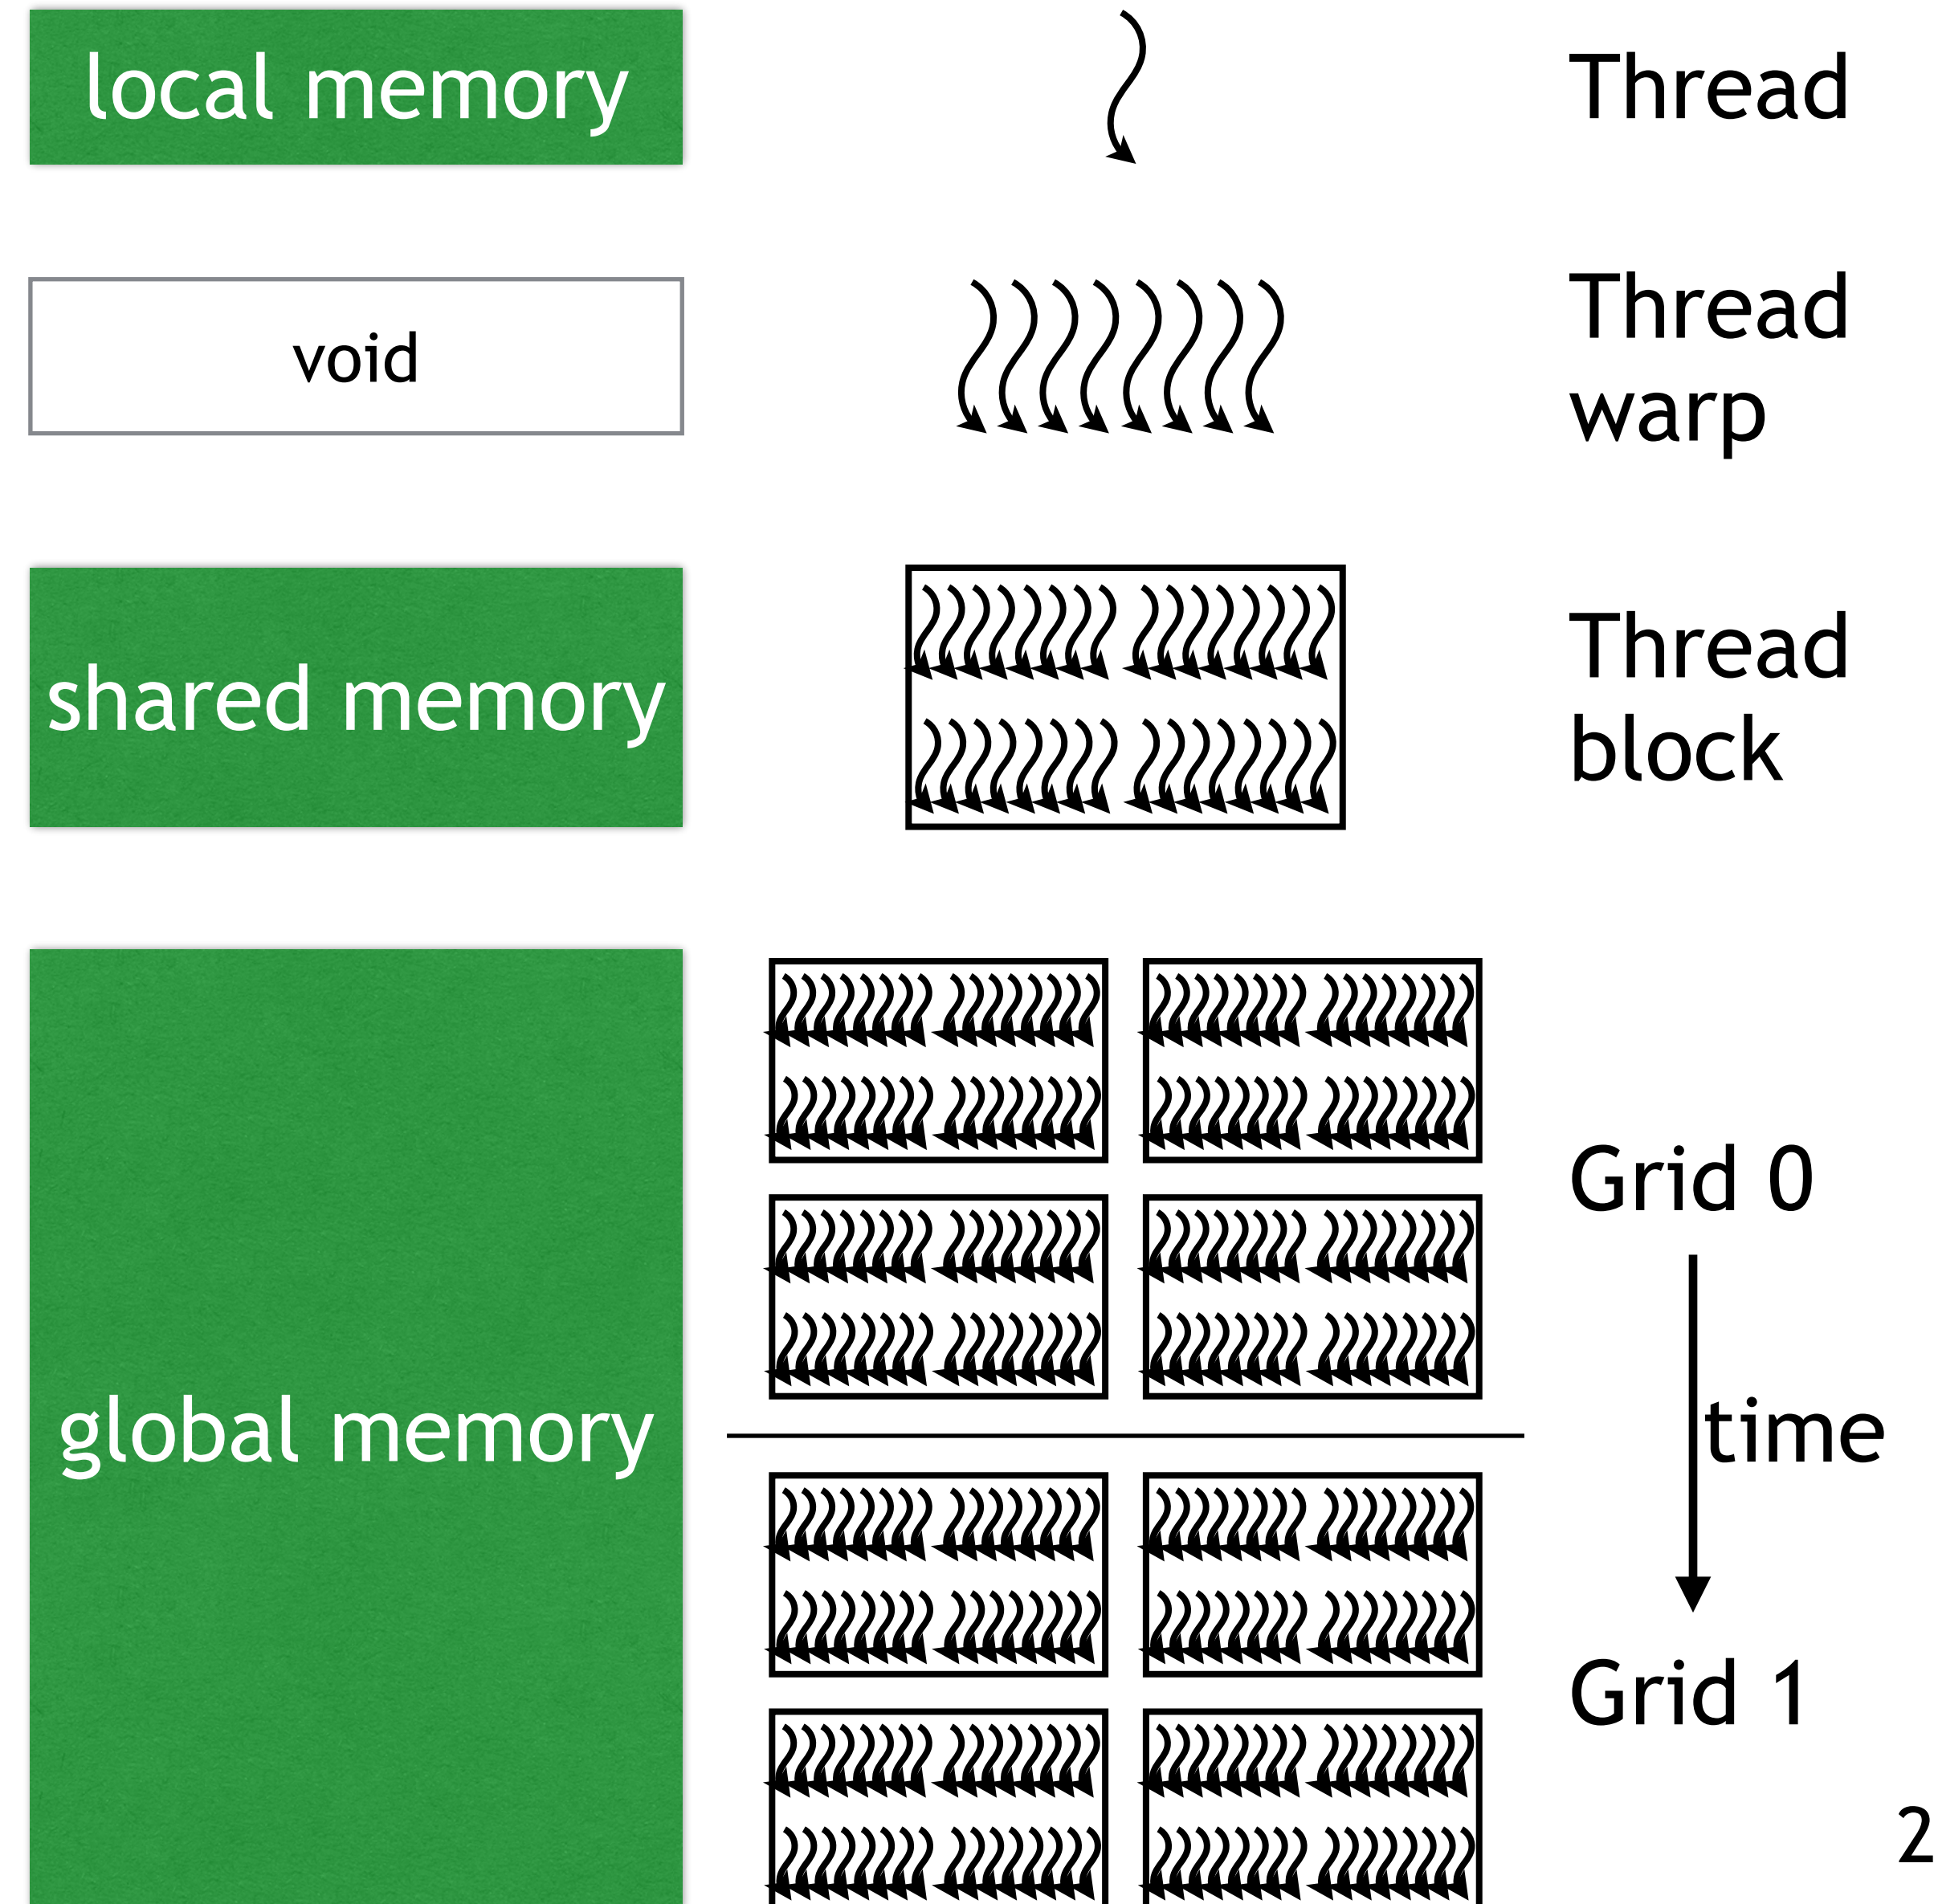 local memory
Thread
void
Thread
warp
shared memory
Thread
block
Grid 0
global memory
time
Grid 1
2